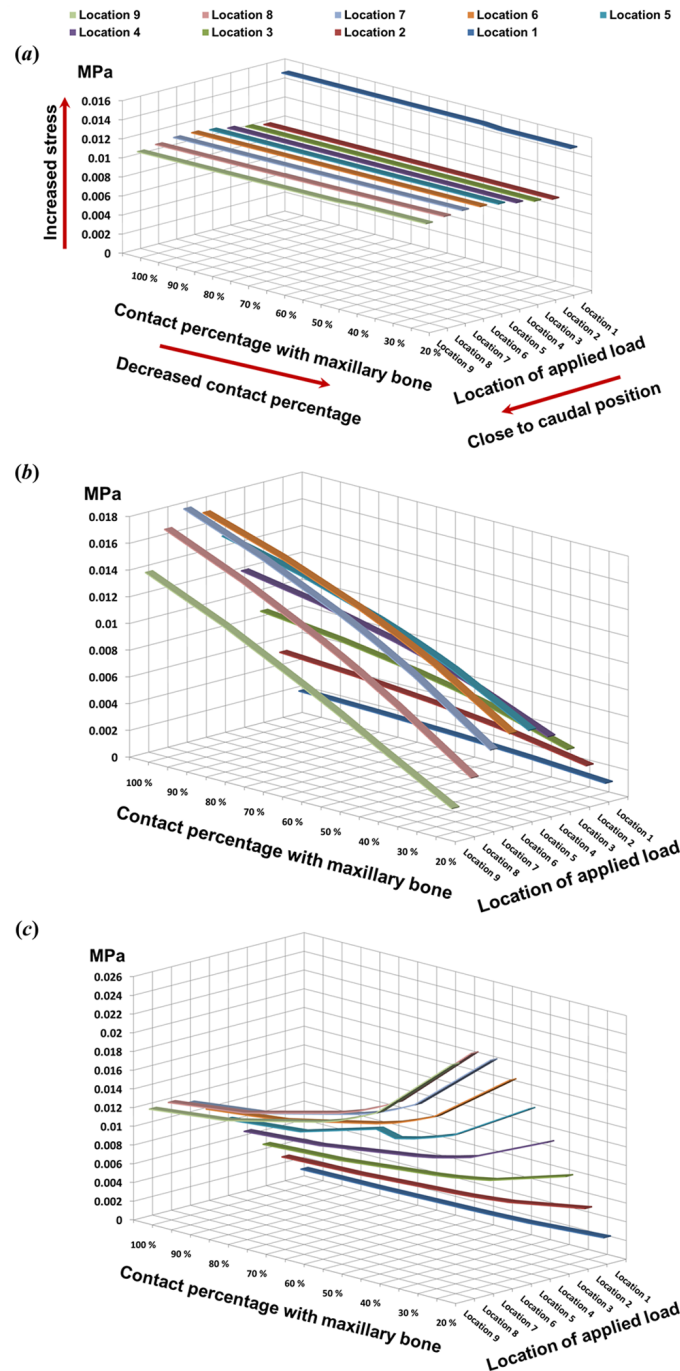 Location 9 Location 8 Location 7 Location 6 Location 5
Location 4 Location 3 Location 2 Location 1
(a)
MPa
Increased stress
0.016
0.014
0.012
0.01
0.008
0.006
0.004
0.002
0
100 %
90 %
80 %
70 %
60 %
50 %
40 %
30 %
20 %
Location 1
Location 2
Location 3
Location 4
Location 5
Location 6
Location 7
Location 8
Location 9
Contact percentage with maxillary bone
Location of applied load
Decreased contact percentage
Close to caudal position
(b)
MPa
0.018
0.016
0.014
0.012
0.01
0.008
0.006
0.004
0.002
0
100 %
90 %
80 %
70 %
60 %
50 %
40 %
30 %
20 %
Location 1
Location 2
Location 3
Location 4
Location 5
Location 6
Location 7
Location 8
Location 9
Contact percentage with maxillary bone
Location of applied load
(c)
MPa
0.026
0.024
0.022
0.02
0.018
0.016
0.014
0.012
0.01
0.008
0.006
0.004
0.002
0
100 %
90 %
80 %
70 %
60 %
50 %
40 %
30 %
20 %
Location 1
Location 2
Location 3
Location 4
Location 5
Location 6
Location 7
Location 8
Location 9
Contact percentage with maxillary bone
Location of applied load